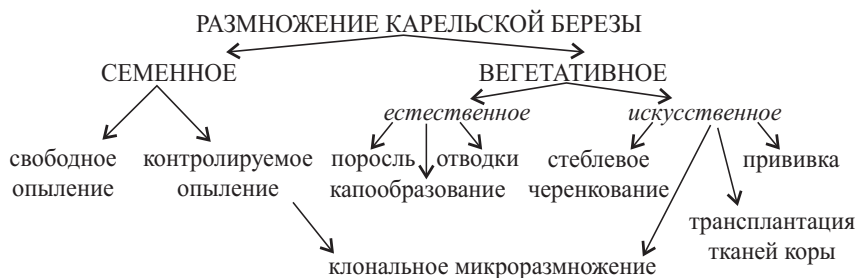 РАЗМНОЖЕНИЕ КАРЕЛЬСКОЙ БЕРЕЗЫ
СЕМЕННОЕ ВЕГЕТАТИВНОЕ
естественное искусственное
свободное контролируемое поросль отводки стеблевое прививка
опыление опыление капообразование черенкование
трансплантация
тканей коры
клональное микроразмножение